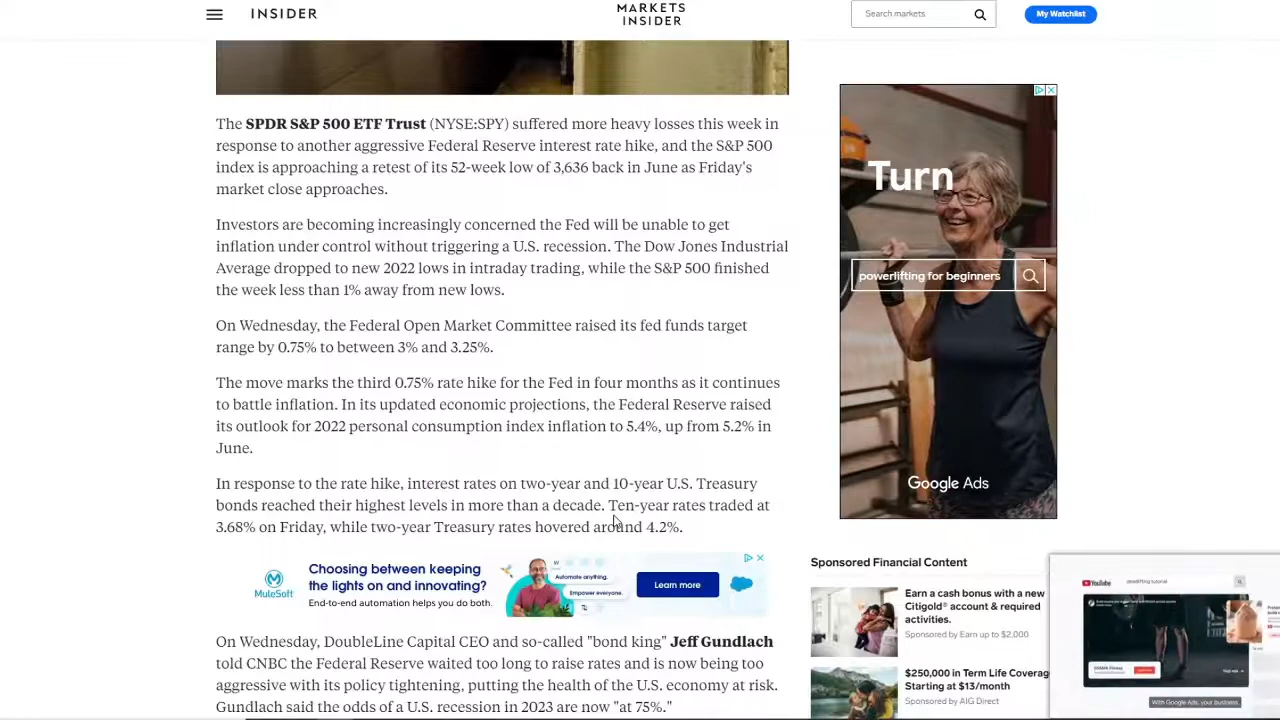 INSIDER
MARKETS
INSIDER
Search markets
My Watchlist
The SPDR S&P 500 ETF Trust (NYSE:SPY) suffered more heavy losses this week in
response to another aggressive Federal Reserve interest rate hike, and the S&P 500
index is approaching a retest of its 52-week low of 3,636 back in June as Friday's
market close approaches.
Investors are becoming increasingly concerned the Fed will be unable to get
inflation under control without triggering a U.S. recession. The Dow Jones Industrial
Average dropped to new 2022 lows in intraday trading, while the S&P 500 finished
the week less than 1% away from new lows.
On Wednesday, the Federal Open Market Committee raised its fed funds target
range by 0.75% to between 3% and 3.25%.
The move marks the third 0.75% rate hike for the Fed in four months as it continues
to battle inflation. In its updated economic projections, the Federal Reserve raised
its outlook for 2022 personal consumption index inflation to 5.4%, up from 5.2% in
June.
In response to the rate hike, interest rates on two-year and 10-year U.S. Treasury
bonds reached their highest levels in more than a decade. Ten-year rates traded at
3.68% on Friday, while two-year Treasury rates hovered around 4.2%.
MuleSoft
Choosing between keeping
the lights on and innovating?
End-to-end automation helps you do both.
Automate anything.
Empower everyone.
Learn more
On Wednesday, DoubleLine Capital CEO and so-called "bond king" Jeff Gundlach
told CNBC the Federal Reserve waited too long to raise rates and is now being too
aggressive with its policy tightening, putting the health of the U.S. economy at risk.
Gundlach said the odds of a U.S. recession in 2023 are now "at 75%."
Turn
powerlifting for beginners
Google Ads
Sponsored Financial Content
Earn a cash bonus with a new
Citigold® account & required
activities.
Sponsored by Earn up to $2,000
$250,000 in Term Life Coverag
Starting at $13/month
Sponsored by AIG Direct
YouTube
deadlifting tutorial
With Google Ads, your business